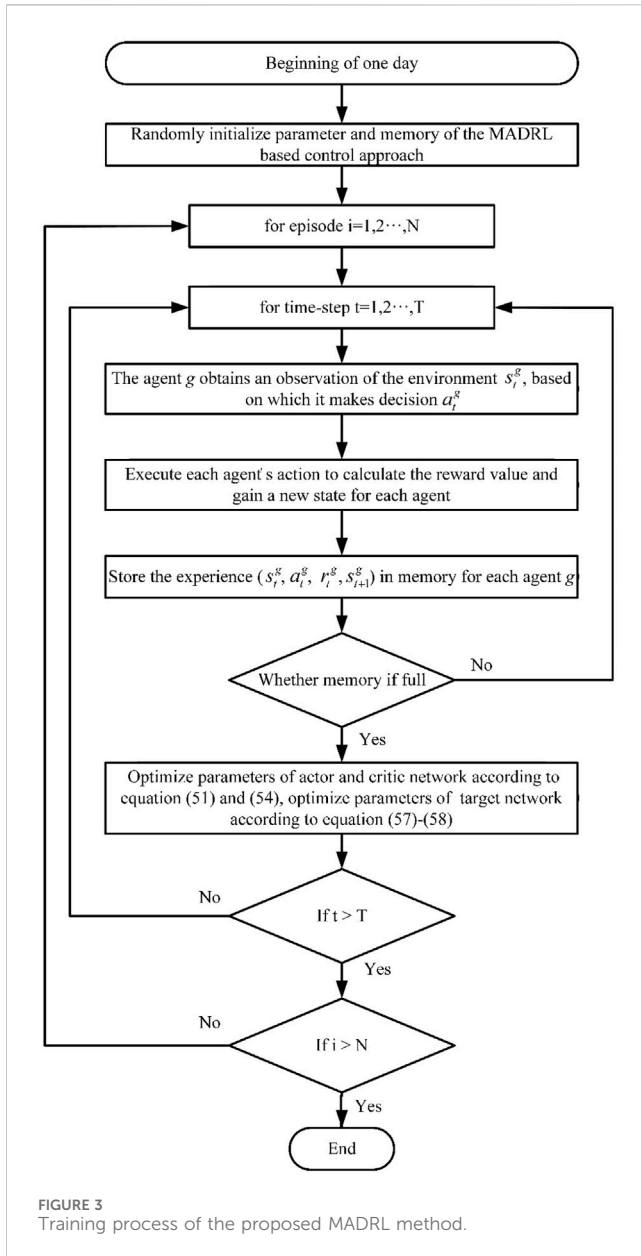 Beginning of one day
Randomly initialize parameter and memory of the MADRL
based control approach
for episode i=1,2···,N
for time-step t=1,2···,T
The agent g obtains an observation of the environment s_t^g, based
on which it makes decision a_t^g
Execute each agent's action to calculate the reward value and
gain a new state for each agent
Store the experience (s_t^g, a_t^g, r_t^g, s_{t+1}^g) in memory for each agent g
Whether memory if full
No
Yes
Optimize parameters of actor and critic network according to
equation (51) and (54), optimize parameters of target network
according to equation (57)-(58)
No
If t > T
Yes
No
If i > N
Yes
End
FIGURE 3
Training process of the proposed MADRL method.